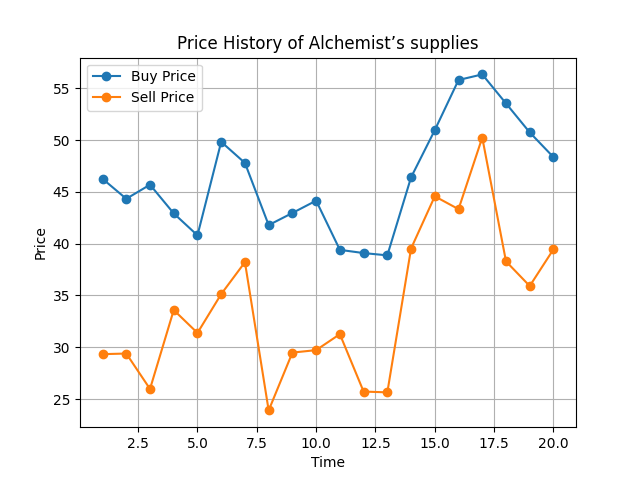 Price History of Alchemist’s supplies
Buy Price
Sell Price
55
50
45
40
35
30
25
Price
2.5 5.0 7.5 10.0 12.5 15.0 17.5 20.0
Time